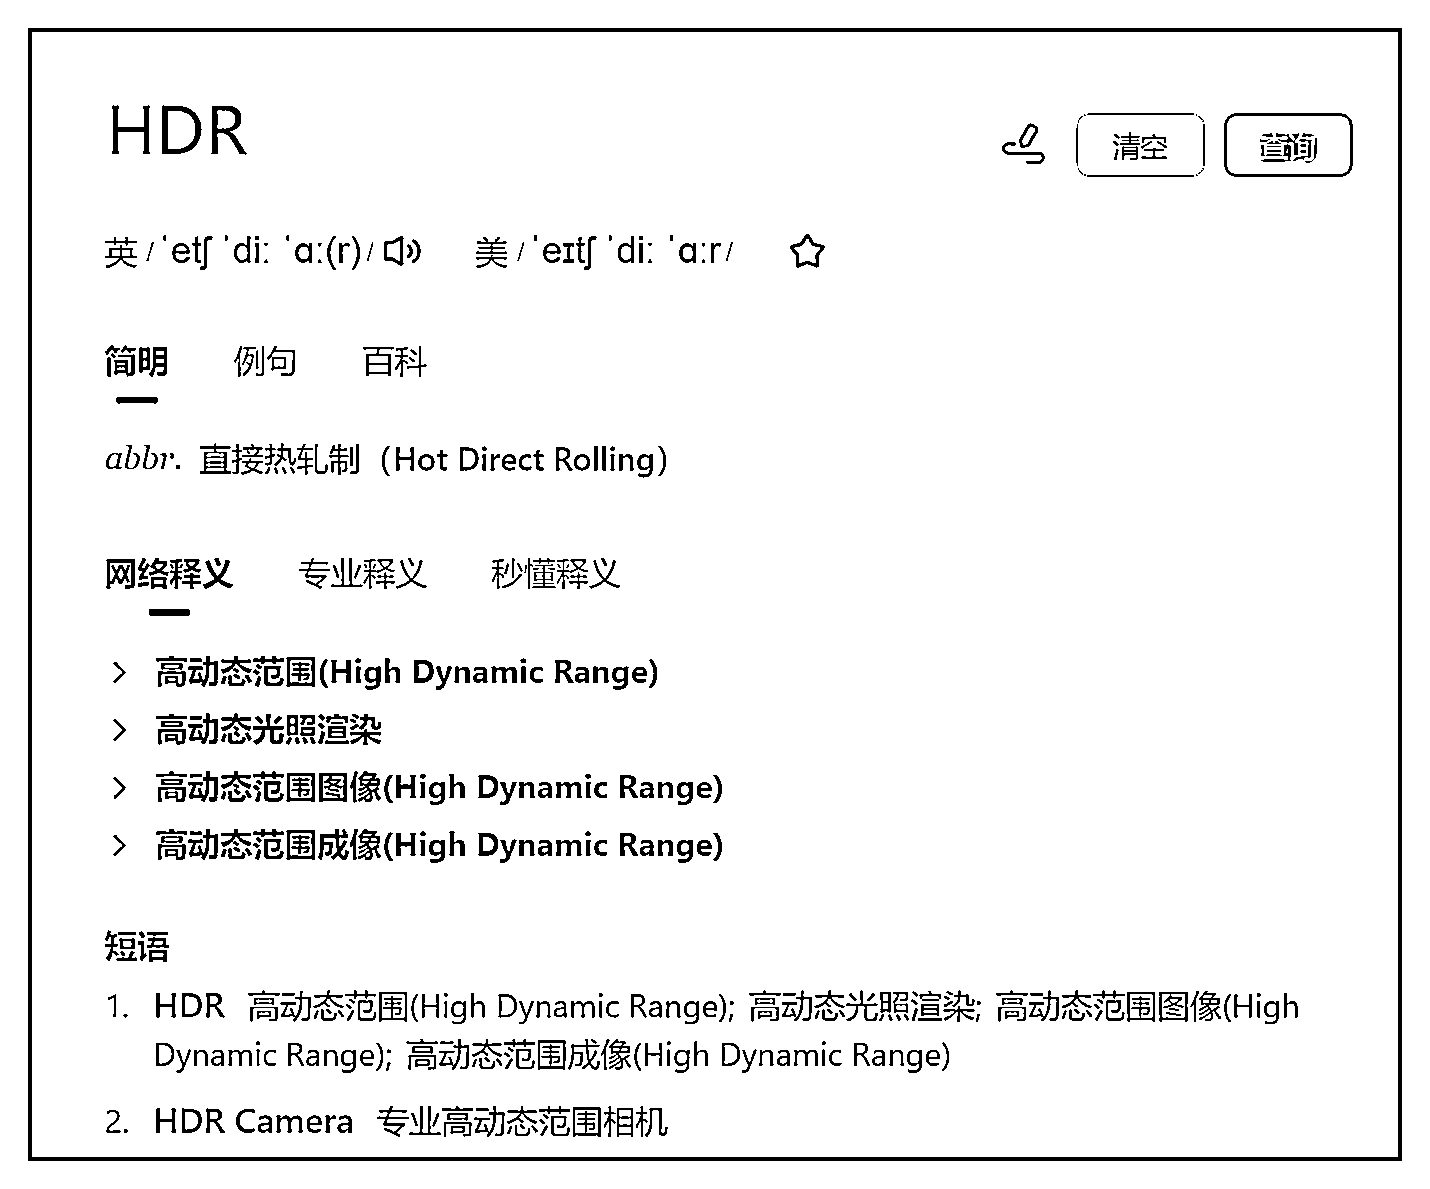 HDR
清空
查询
英 /ˈetʃ ˈdiː ˈɑː(r)/ 美 /ˈeɪtʃ ˈdiː ˈɑːr/
简明 例句 百科
abbr. 直接热轧制（Hot Direct Rolling）
网络释义 专业释义 秒懂释义
高动态范围(High Dynamic Range)
高动态光照渲染
高动态范围图像(High Dynamic Range)
高动态范围成像(High Dynamic Range)
短语
1. HDR 高动态范围(High Dynamic Range); 高动态光照渲染; 高动态范围图像(High
Dynamic Range); 高动态范围成像(High Dynamic Range)
2. HDR Camera 专业高动态范围相机